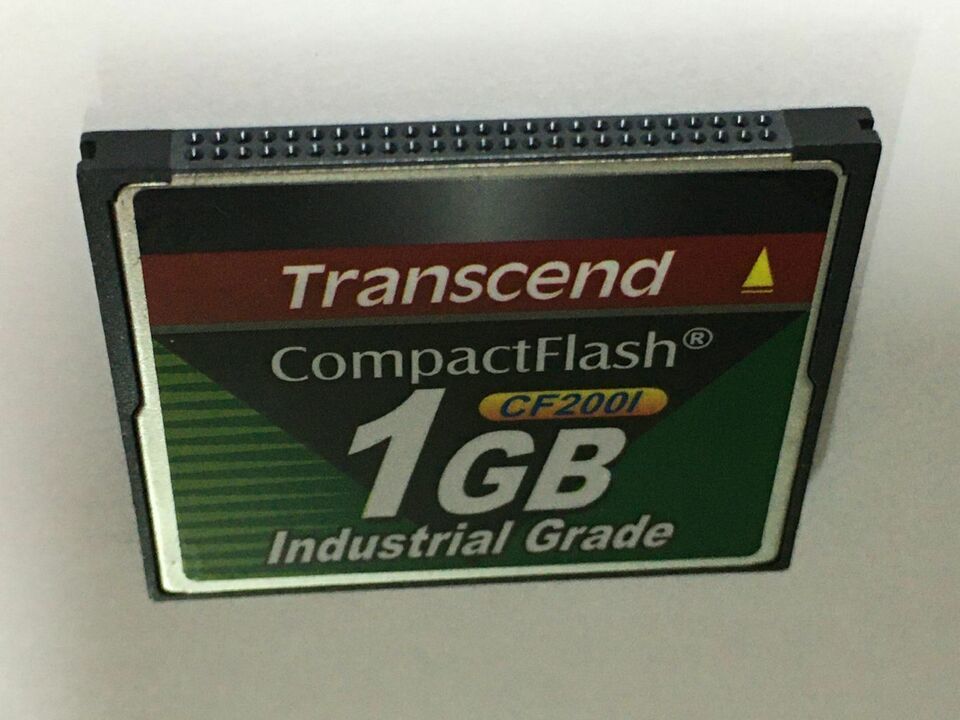 Transcend
CompactFlash®
CF200I
1GB
Industrial Grade